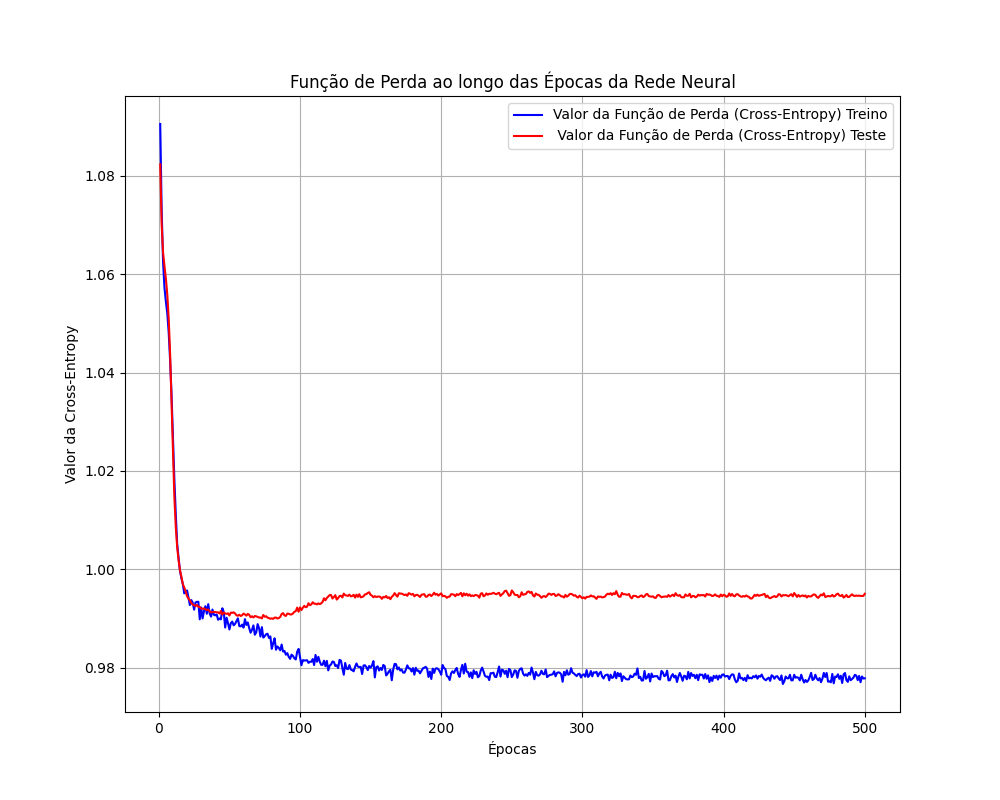 Função de Perda ao longo das Épocas da Rede Neural
Valor da Função de Perda (Cross-Entropy) Treino
Valor da Função de Perda (Cross-Entropy) Teste
Valor da Cross-Entropy
1.08
1.06
1.04
1.02
1.00
0.98
0
100
200
300
400
500
Épocas